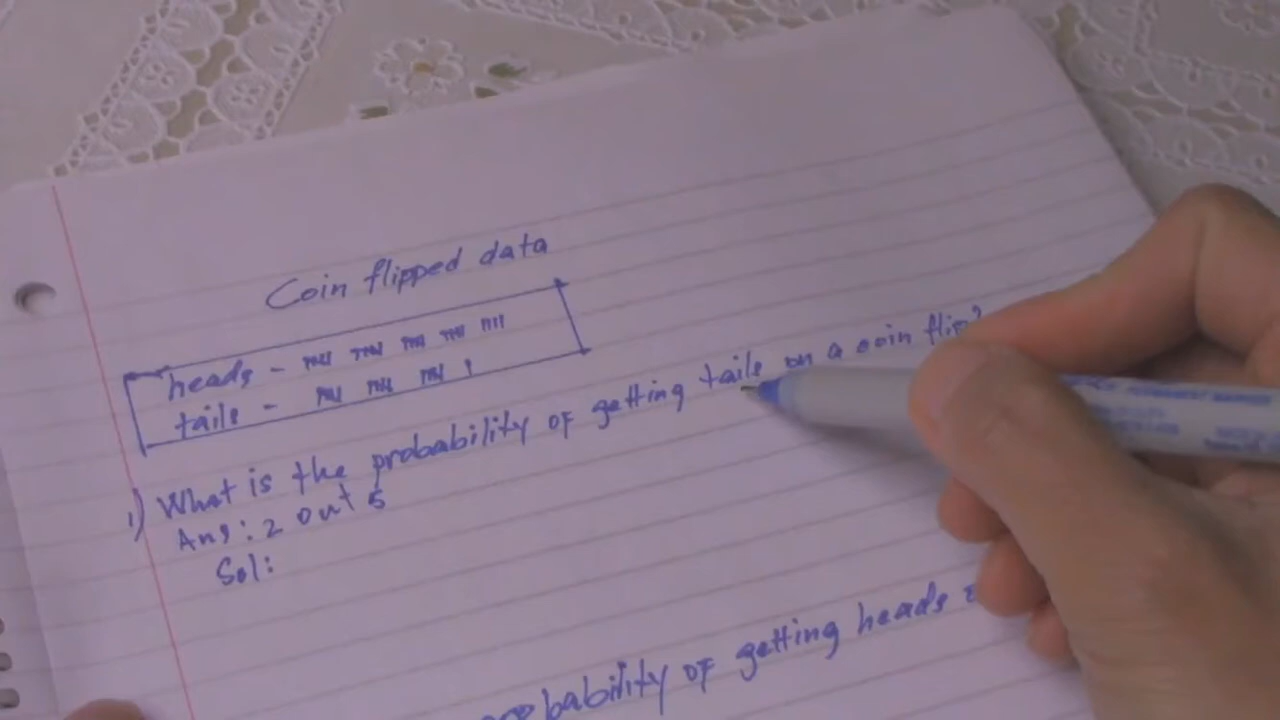 Coin flipped data
heads -
tails -
1) What is the probability of getting tails on a coin flip?
Ans: 2 out 5
Sol:
probability of getting heads